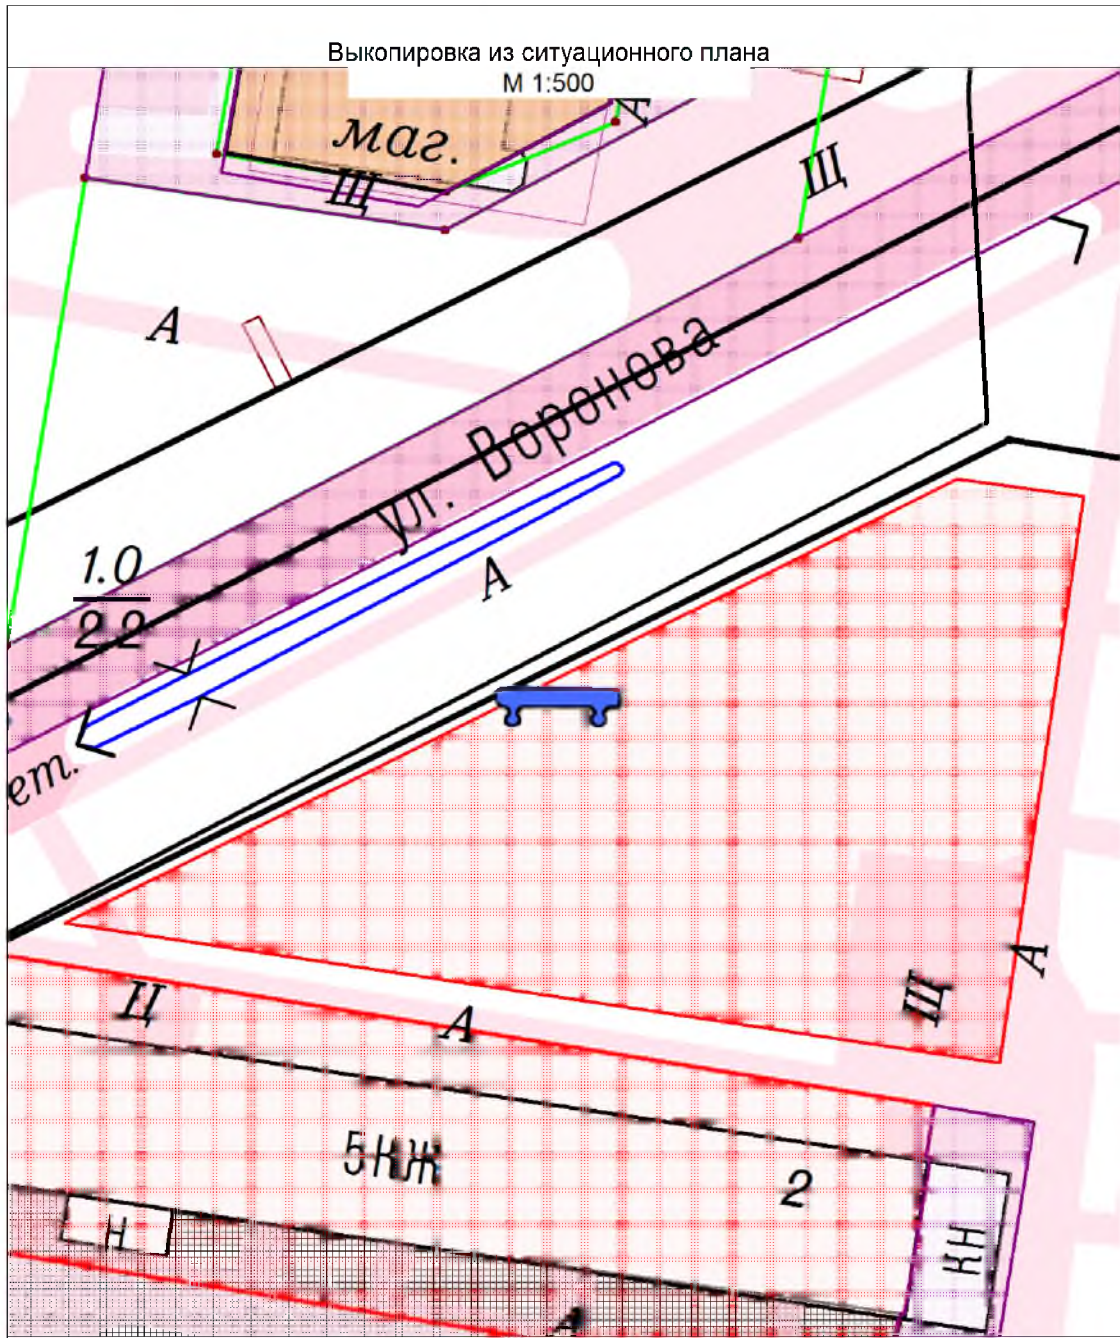 Выкопировка из ситуационного плана
М 1:500
А
маг.
Щ
Щ
А
ул. Воронова
1.0
2.2
А
ет.
А
Щ
Ц
А
5КЖ
2
Н
КН
А